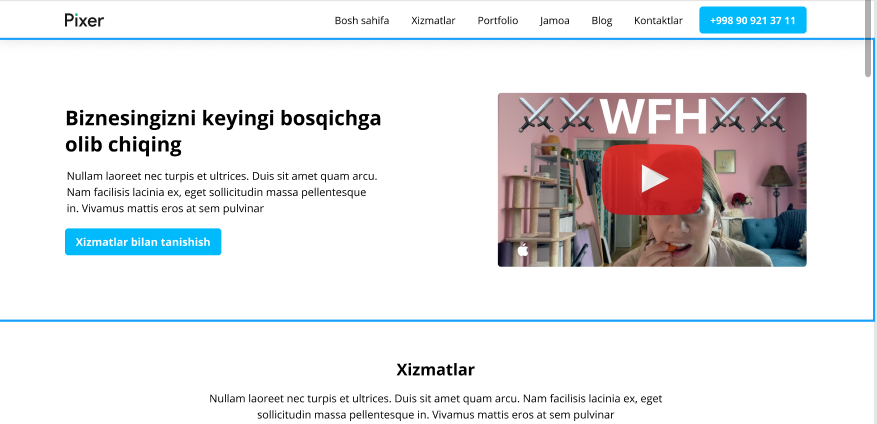 Pixer
Bosh sahifa
Xizmatlar
Portfolio
Jamoa
Blog
Kontaktlar
+998 90 921 37 11
Biznesingizni keyingi bosqichga
olib chiqing
Nullam laoreet nec turpis et ultrices. Duis sit amet quam arcu.
Nam facilisis lacinia ex, eget sollicitudin massa pellentesque
in. Vivamus mattis eros at sem pulvinar
Xizmatlar bilan tanishish
WFH
Xizmatlar
Nullam laoreet nec turpis et ultrices. Duis sit amet quam arcu. Nam facilisis lacinia ex, eget
sollicitudin massa pellentesque in. Vivamus mattis eros at sem pulvinar